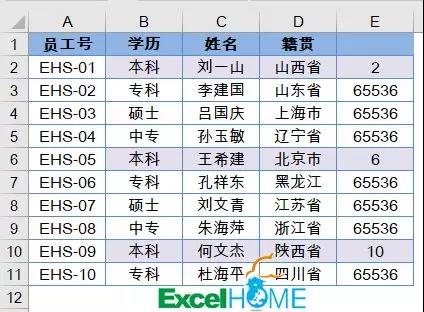 A B C D E
1 员工号 学历 姓名 籍贯
2 EHS-01 本科 刘一山 山西省 2
3 EHS-02 专科 李建国 山东省 65536
4 EHS-03 硕士 吕国庆 上海市 65536
5 EHS-04 中专 孙玉敏 辽宁省 65536
6 EHS-05 本科 王希建 北京市 6
7 EHS-06 专科 孔祥东 黑龙江 65536
8 EHS-07 硕士 刘文青 江苏省 65536
9 EHS-08 中专 朱海萍 浙江省 65536
10 EHS-09 本科 何文杰 陕西省 10
11 EHS-10 专科 杜海平 四川省 65536
12
ExcelHOME